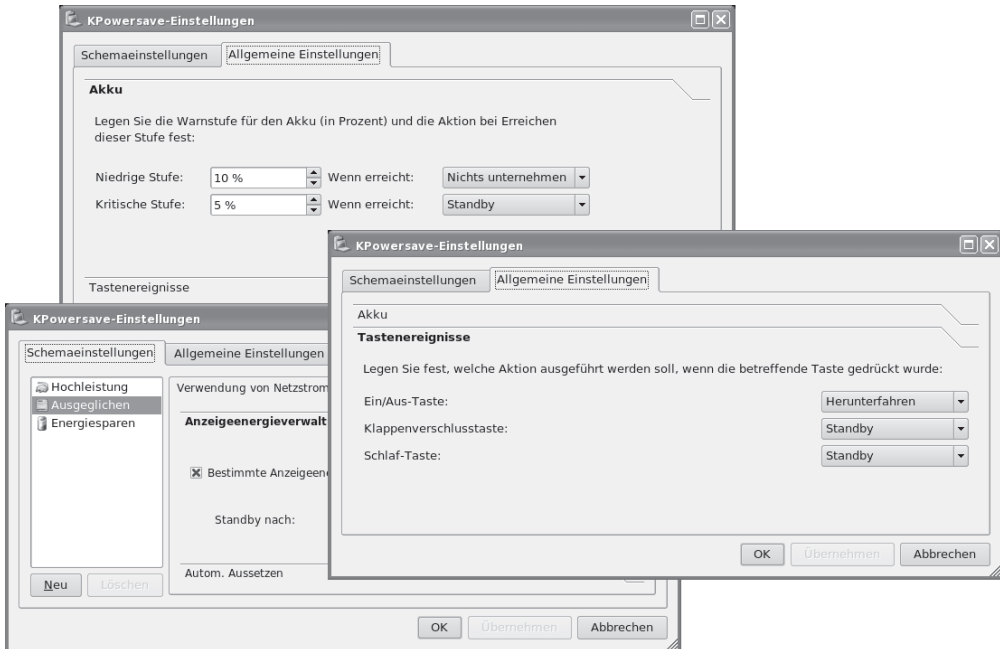 KPowersave-Einstellungen
Schemaeinstellungen Allgemeine Einstellungen
Akku
Legen Sie die Warnstufe für den Akku (in Prozent) und die Aktion bei Erreichen
dieser Stufe fest:
Niedrige Stufe: 10 % Wenn erreicht: Nichts unternehmen
Kritische Stufe: 5 % Wenn erreicht: Standby
Tastenereignisse
KPowersave-Einstellungen
Schemaeinstellungen Allgemeine Einstellungen
Akku
Tastenereignisse
Legen Sie fest, welche Aktion ausgeführt werden soll, wenn die betreffende Taste gedrückt wurde:
Ein/Aus-Taste: Herunterfahren
Klappenverschlusstaste: Standby
Schlaf-Taste: Standby
OK Übernehmen Abbrechen
KPowersave-Einstellungen
Schemaeinstellungen Allgemeine Einstellungen
Hochleistung
Ausgeglichen
Energiesparen
Verwendung von Netzstrom
Anzeigeenergieverwalt
Bestimmte Anzeigeen
Standby nach:
Autom. Aussetzen
Neu Löschen
OK Übernehmen Abbrechen